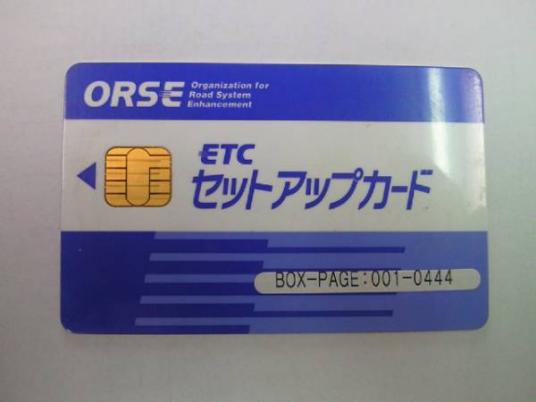 ORSE
Organization for
Road System
Enhancement
ETC
セットアップカード
BOX-PAGE:001-0444